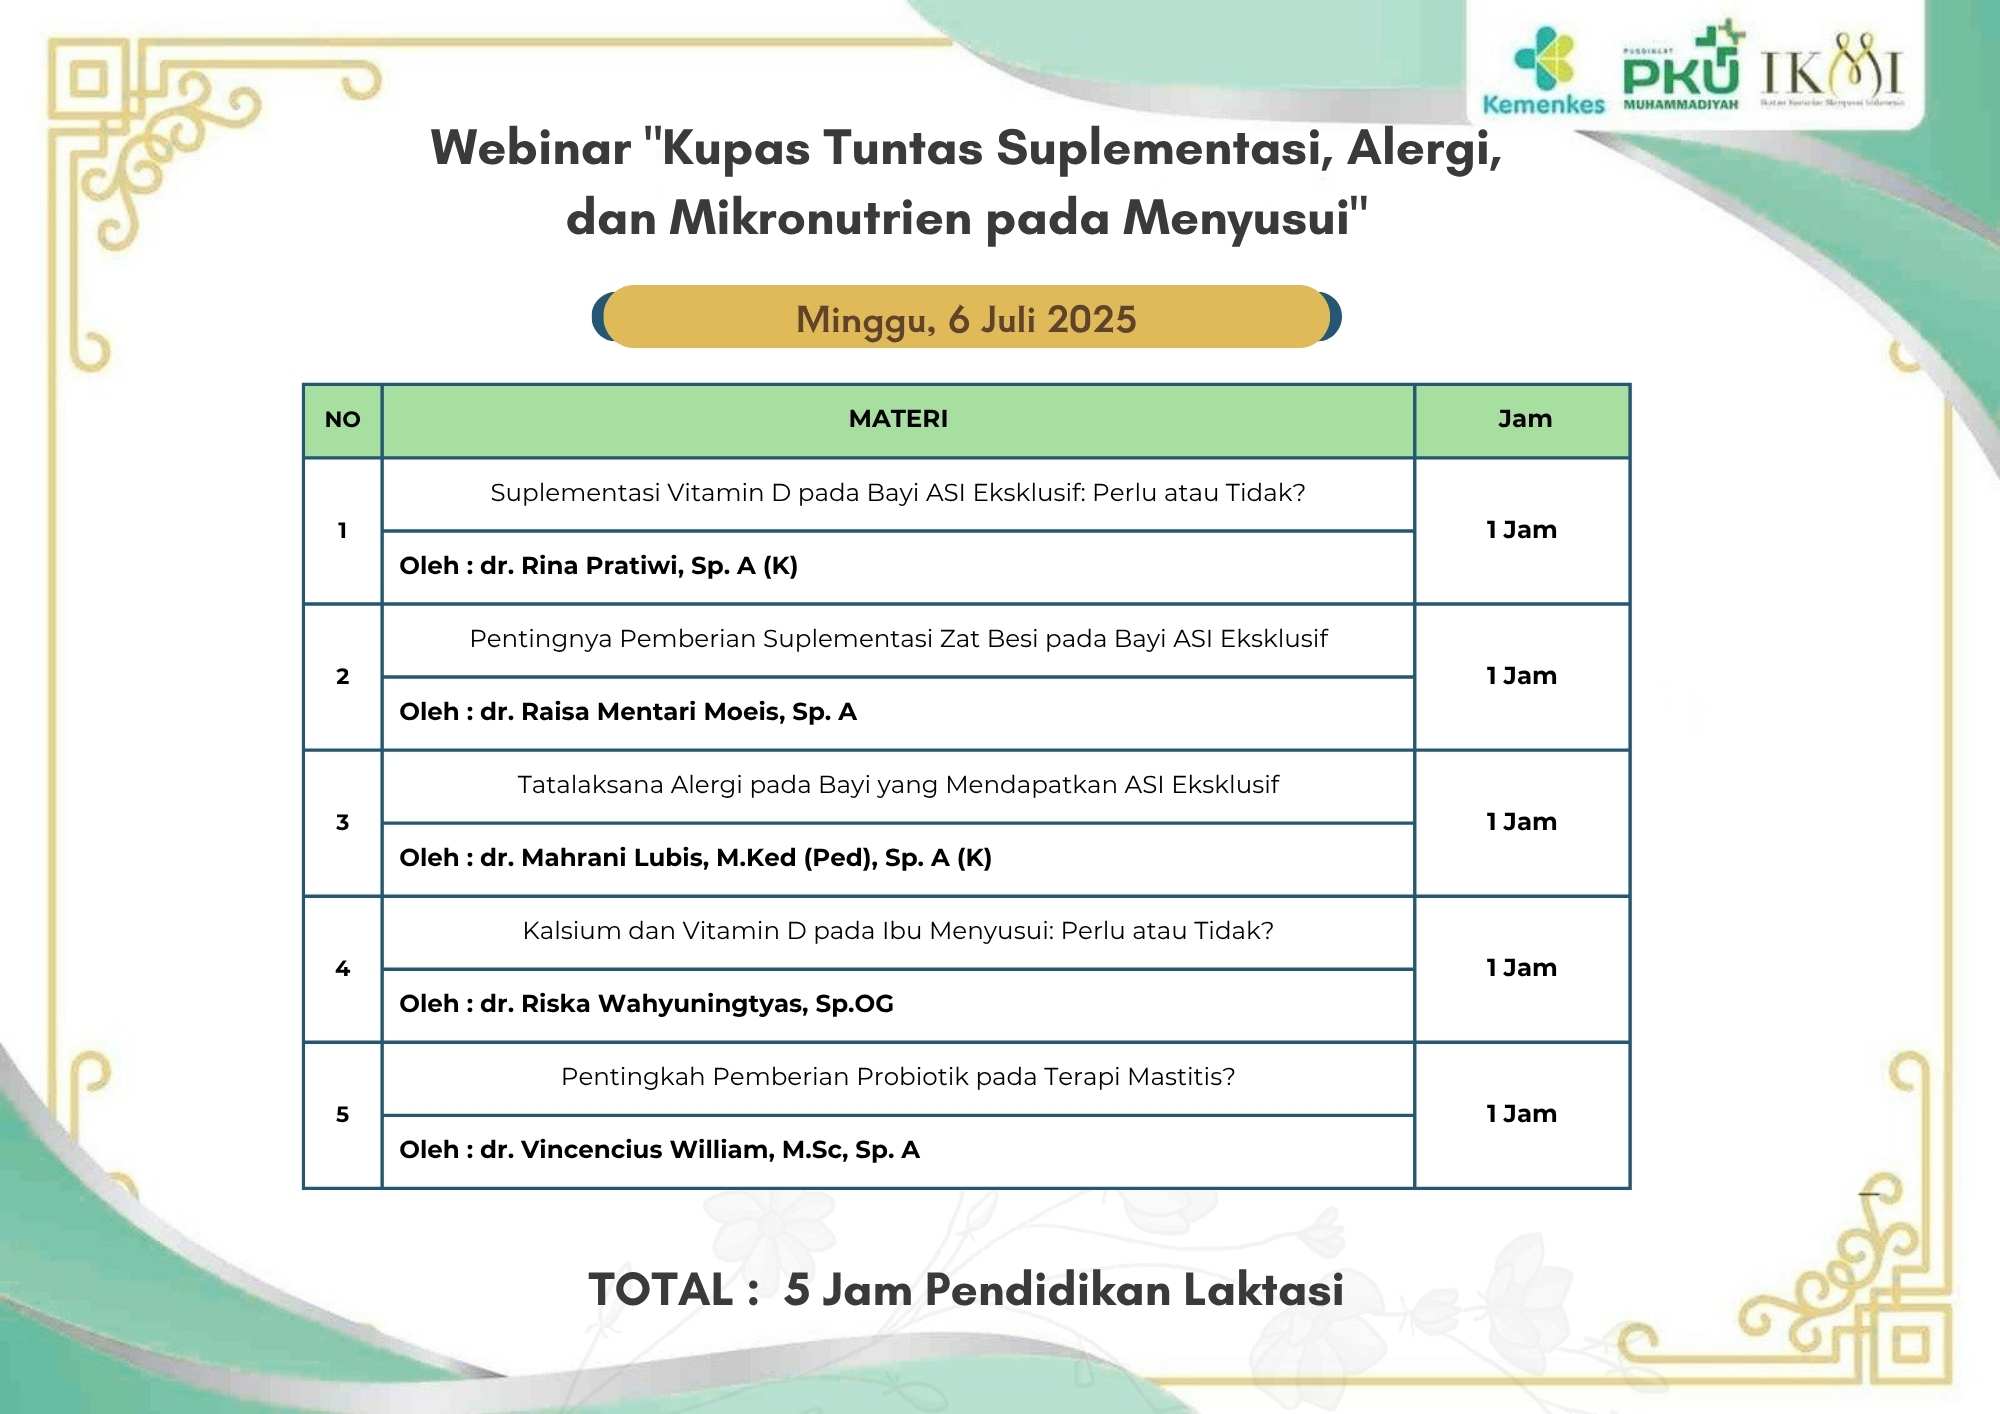 Kemenkes
PUSDIKLAT
PKU
MUHAMMADIYAH
IKMI
Ikatan Konselor Menyusui Indonesia
Webinar "Kupas Tuntas Suplementasi, Alergi,
dan Mikronutrien pada Menyusui"
Minggu, 6 Juli 2025
NO
MATERI
Jam
1
Suplementasi Vitamin D pada Bayi ASI Eksklusif: Perlu atau Tidak?
Oleh : dr. Rina Pratiwi, Sp. A (K)
1 Jam
2
Pentingnya Pemberian Suplementasi Zat Besi pada Bayi ASI Eksklusif
Oleh : dr. Raisa Mentari Moeis, Sp. A
1 Jam
3
Tatalaksana Alergi pada Bayi yang Mendapatkan ASI Eksklusif
Oleh : dr. Mahrani Lubis, M.Ked (Ped), Sp. A (K)
1 Jam
4
Kalsium dan Vitamin D pada Ibu Menyusui: Perlu atau Tidak?
Oleh : dr. Riska Wahyuningtyas, Sp.OG
1 Jam
5
Pentingkah Pemberian Probiotik pada Terapi Mastitis?
Oleh : dr. Vincencius William, M.Sc, Sp. A
1 Jam
TOTAL : 5 Jam Pendidikan Laktasi